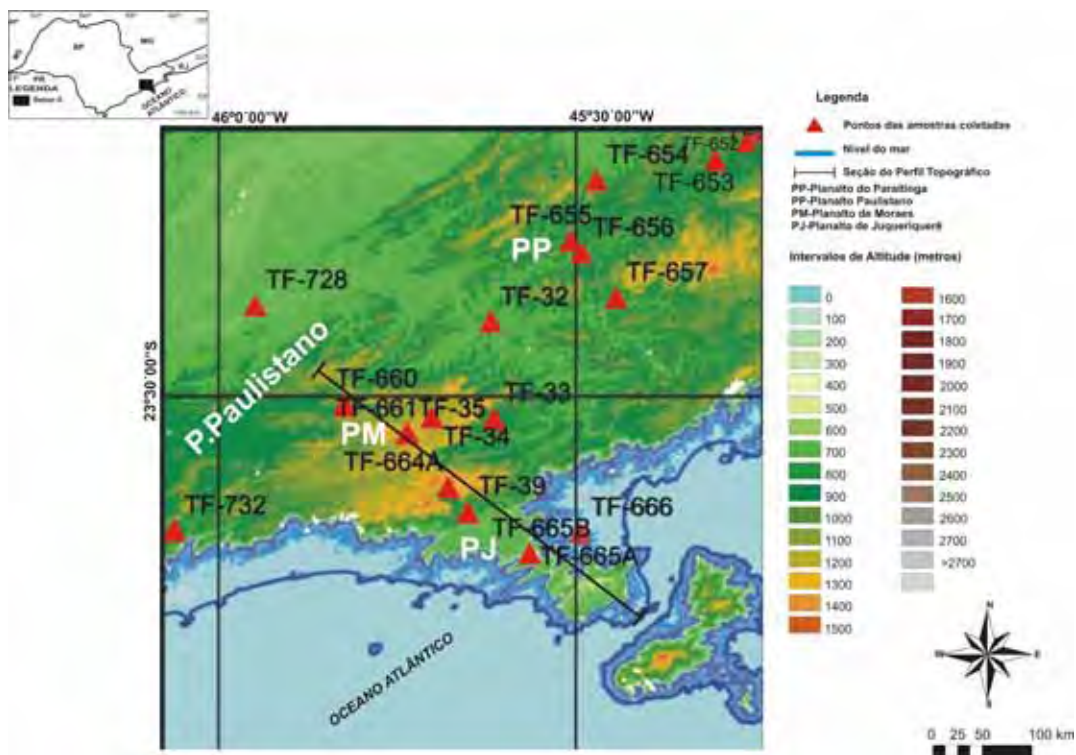 SP
MG
RJ
PR
LEGENDA
OCEANO
ATLÂNTICO
46°0´00"W
45°30´00"W
23°30´00"S
TF-652
TF-654
TF-653
TF-655
TF-656
PP
TF-657
TF-728
TF-32
P.Paulistano
TF-660
TF-33
TF-661
TF-35
PM
TF-34
TF-664A
TF-39
TF-732
TF-666
TF-665B
PJ
TF-665A
OCEANO ATLÂNTICO
Legenda
Pontos das amostras coletadas
Nível do mar
Seção do Perfil Topográfico
PP-Planalto do Paraitinga
PP-Planalto Paulistano
PM-Planalto de Moraes
PJ-Planalto de Juqueriquerê
Intervalos de Altitude (metros)
0
100
200
300
400
500
600
700
800
900
1000
1100
1200
1300
1400
1500
1600
1700
1800
1900
2000
2100
2200
2300
2400
2500
2600
2700
>2700
N
W
E
S
0 25 50 100 km